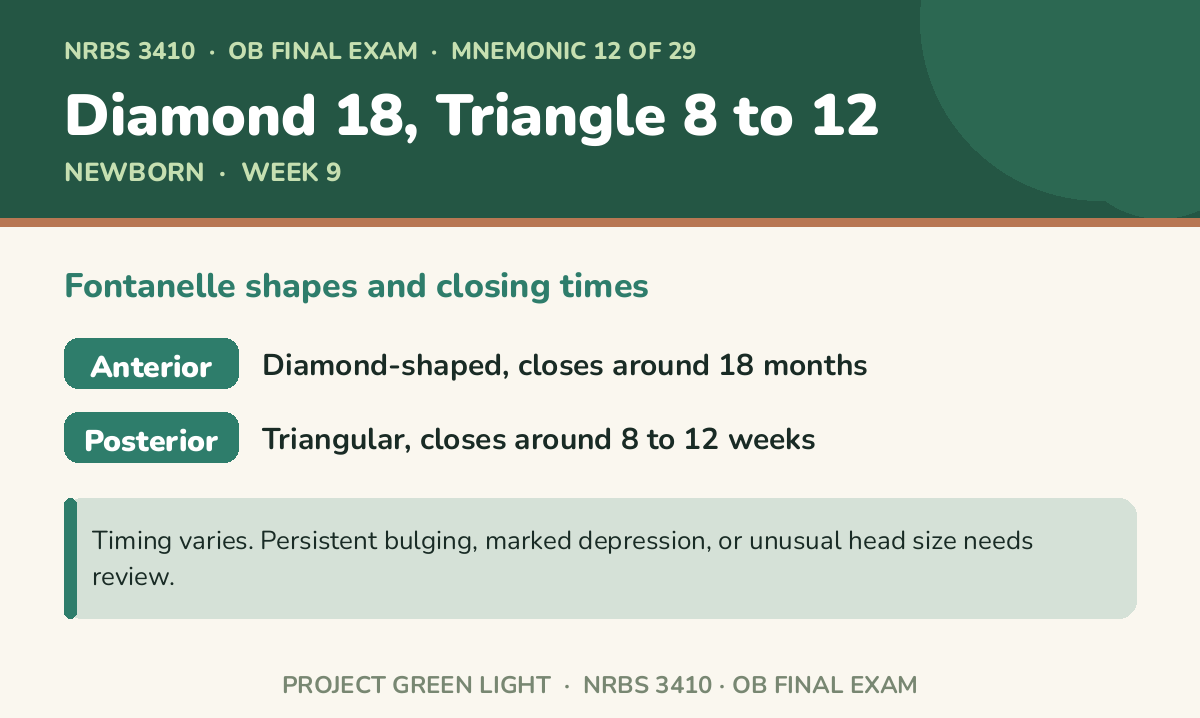 NRBS 3410 · OB FINAL EXAM · MNEMONIC 12 OF 29
Diamond 18, Triangle 8 to 12
NEWBORN · WEEK 9
Fontanelle shapes and closing times
Anterior Diamond-shaped, closes around 18 months
Posterior Triangular, closes around 8 to 12 weeks
Timing varies. Persistent bulging, marked depression, or unusual head size needs
review.
PROJECT GREEN LIGHT · NRBS 3410 · OB FINAL EXAM